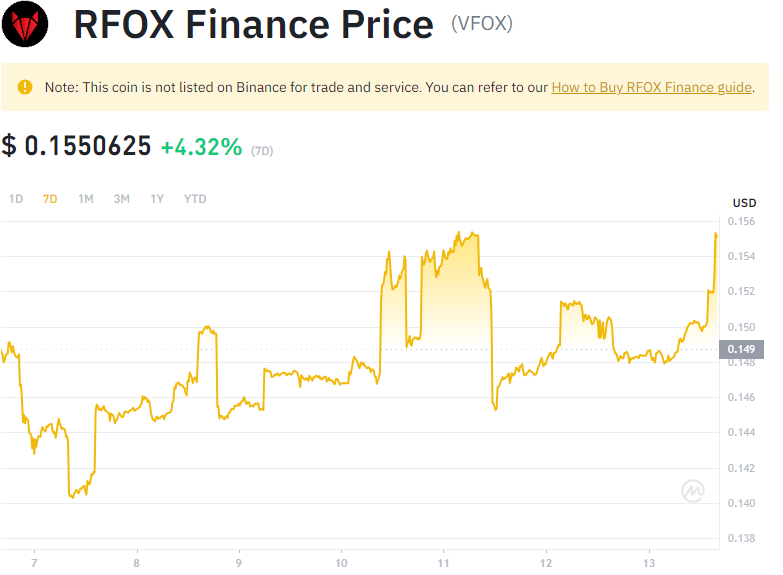 RFOX Finance Price (VFOX)
Note: This coin is not listed on Binance for trade and service. You can refer to our How to Buy RFOX Finance guide.
$ 0.1550625 +4.32% (7D)
1D 7D 1M 3M 1Y YTD
USD
0.156
0.154
0.152
0.150
0.149
0.148
0.146
0.144
0.142
0.140
0.138
7 8 9 10 11 12 13